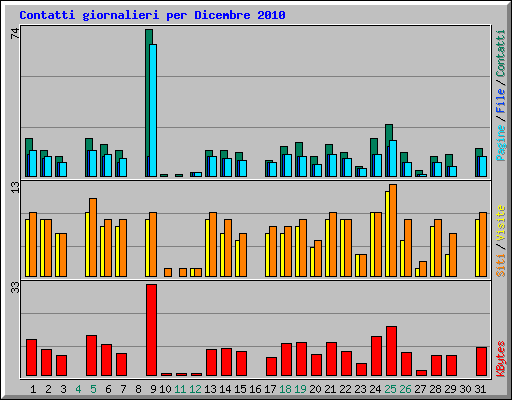 Contatti giornalieri per Dicembre 2010
74
Pagine / File / Contatti
13
Siti / Visite
33
KBytes
1 2 3 4 5 6 7 8 9 10 11 12 13 14 15 16 17 18 19 20 21 22 23 24 25 26 27 28 29 30 31